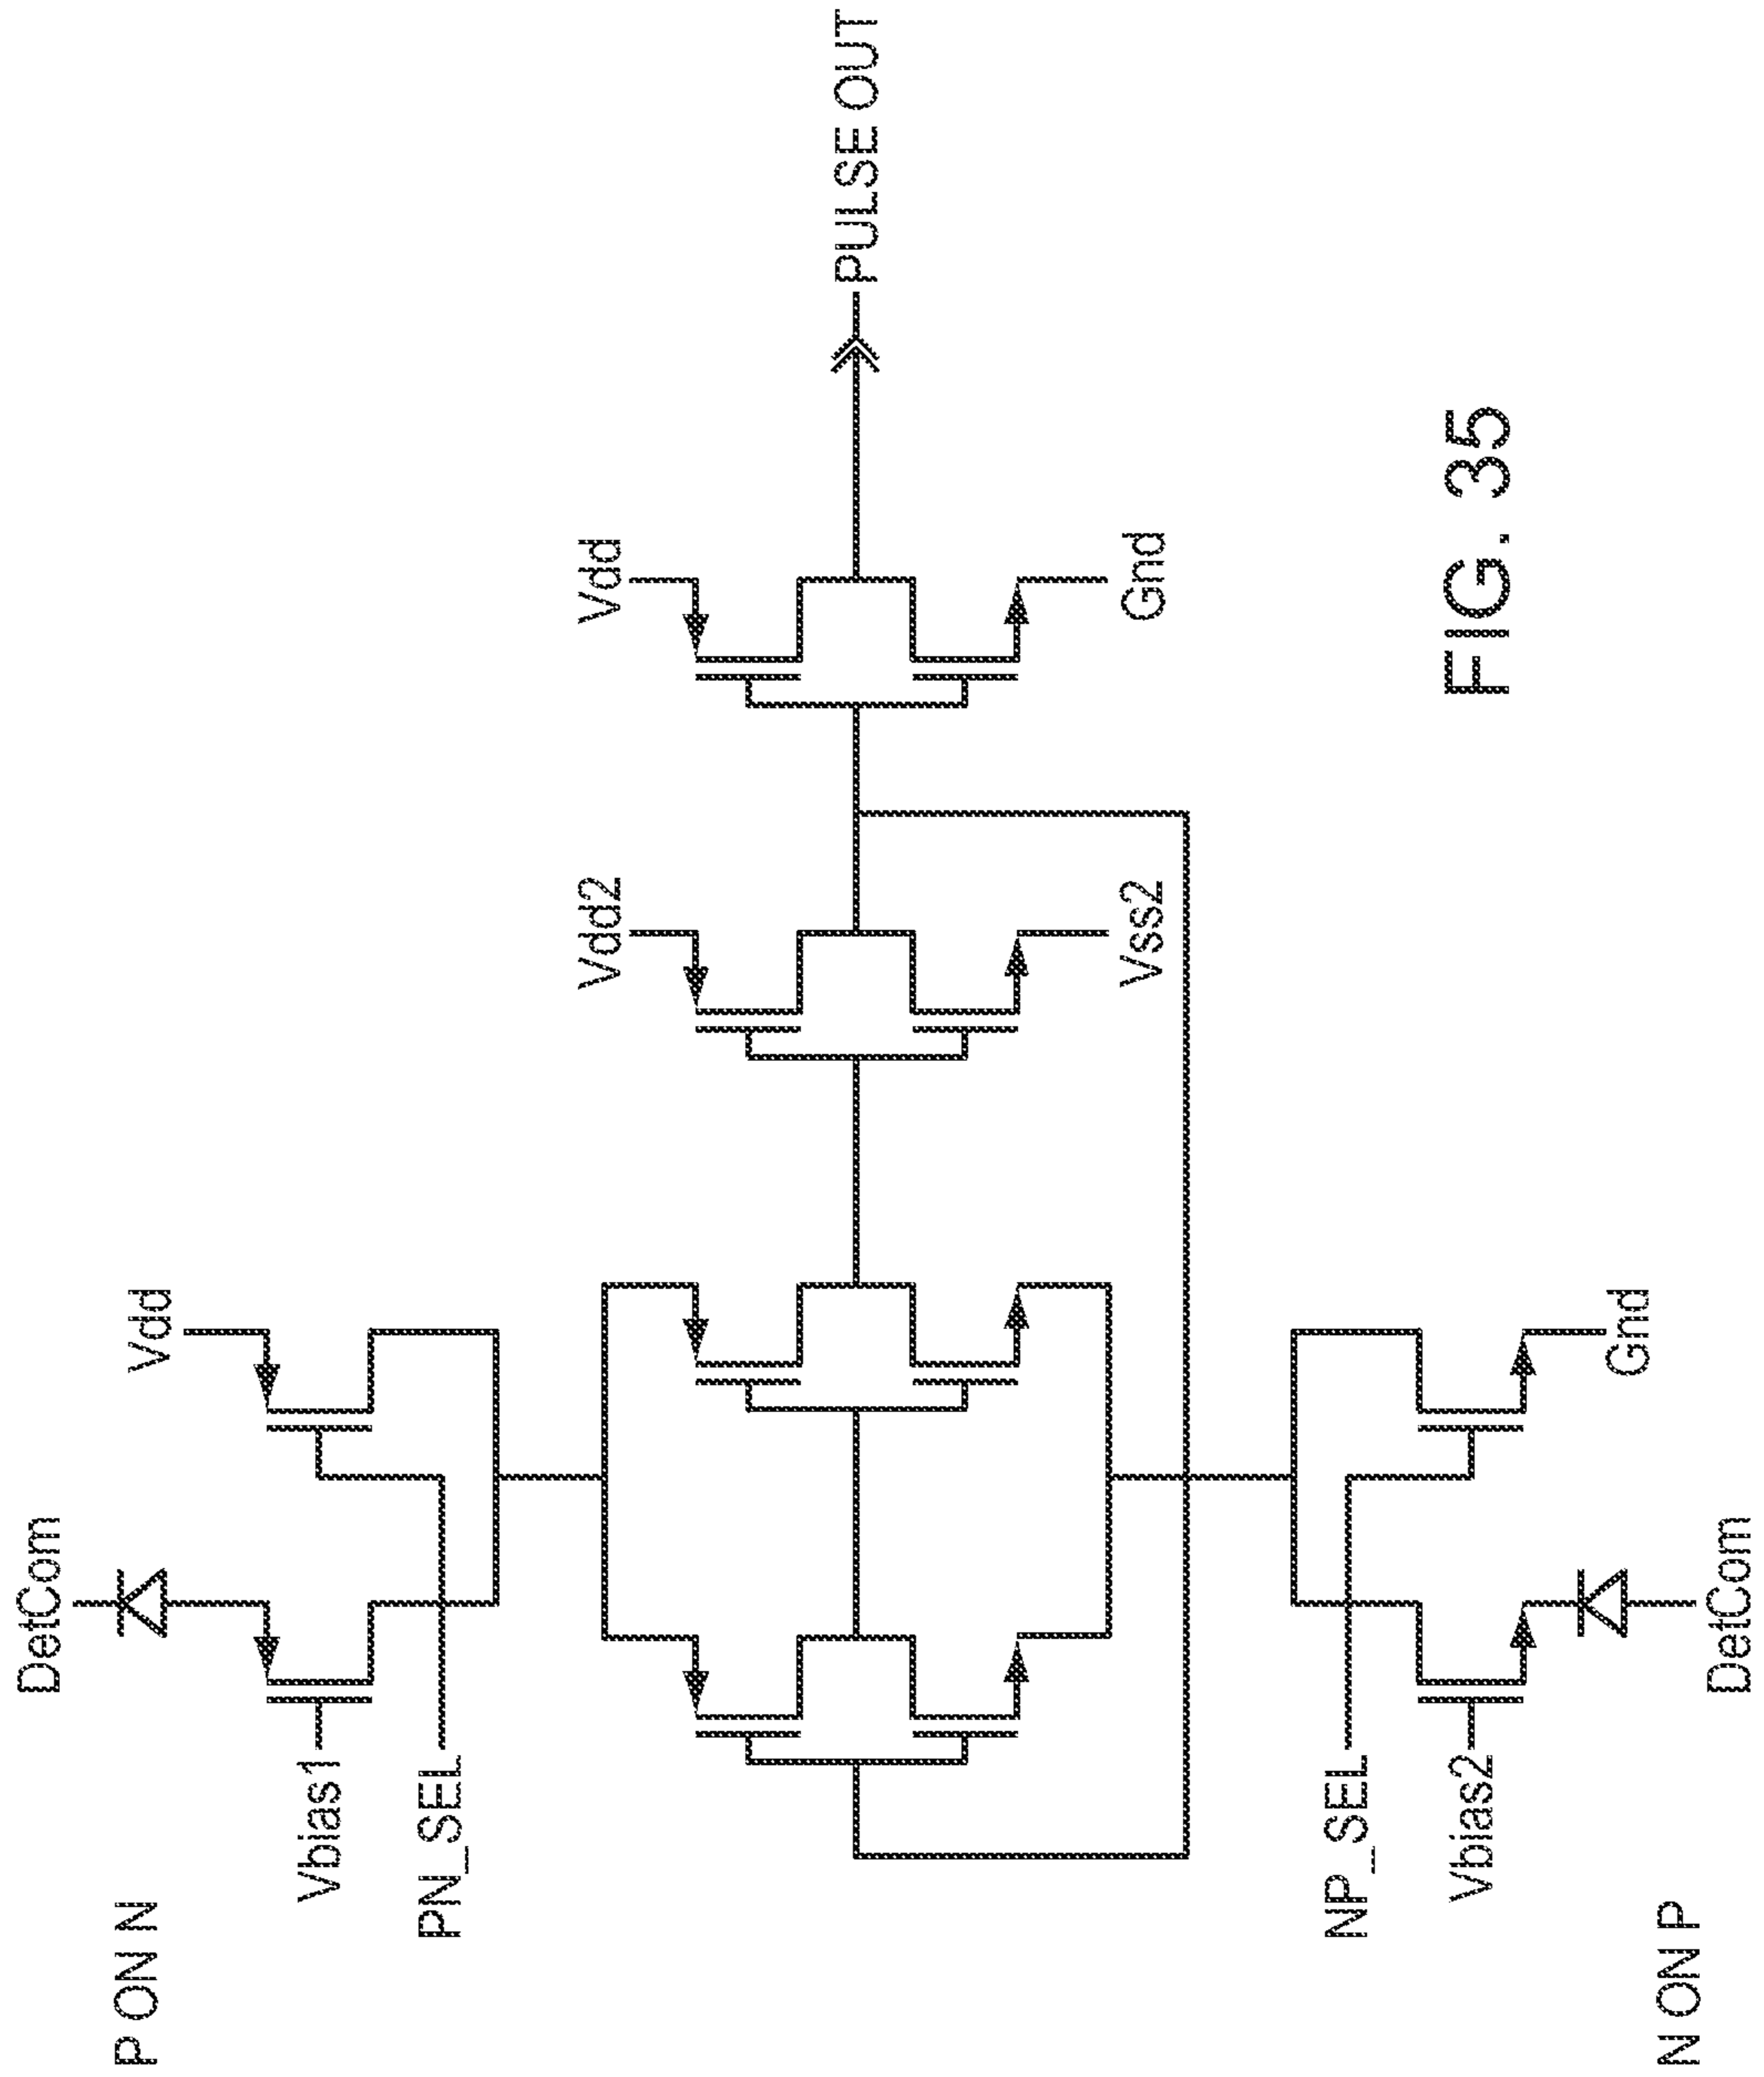 P ON N
DetCom
Vdd
Vbias1
PN_SEL
Vdd2
Vdd
PULSE OUT
Vss2
Gnd
NP_SEL
Vbias2
Gnd
DetCom
N ON P
FIG. 35